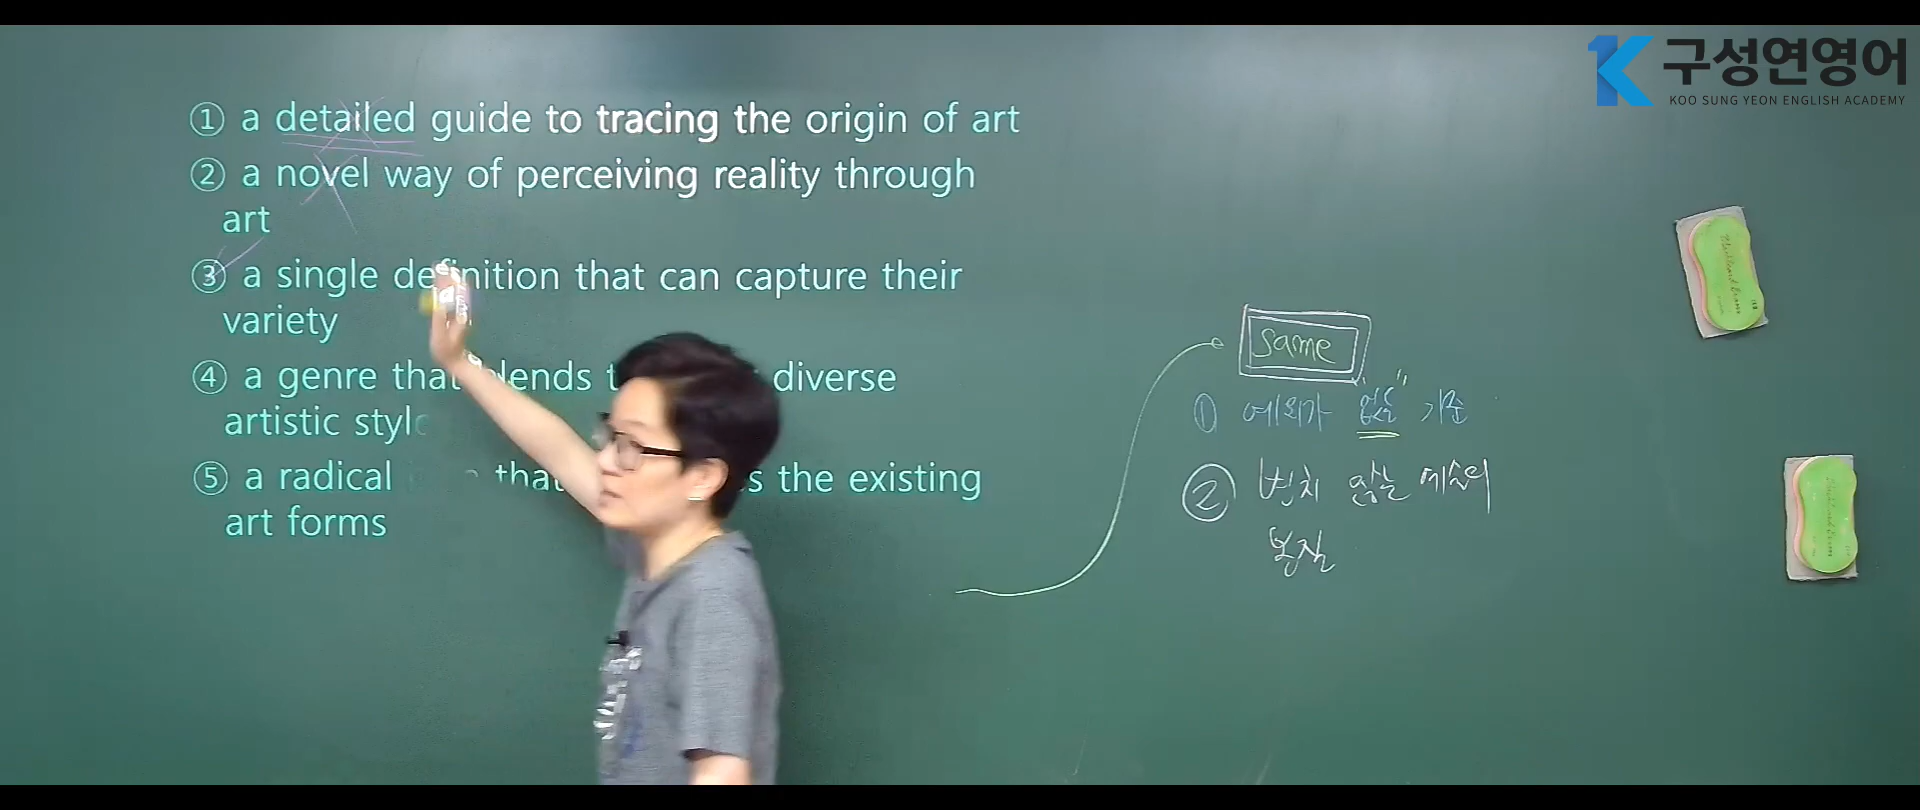 구성연영어
KOO SUNG YEON ENGLISH ACADEMY
① a detailed guide to tracing the origin of art
② a novel way of perceiving reality through
art
③ a single definition that can capture their
variety
④ a genre that blends diverse
artistic style
⑤ a radical that the existing
art forms
same
① 예외가 "없는" 기준
② 변치 않는 예술의
본질